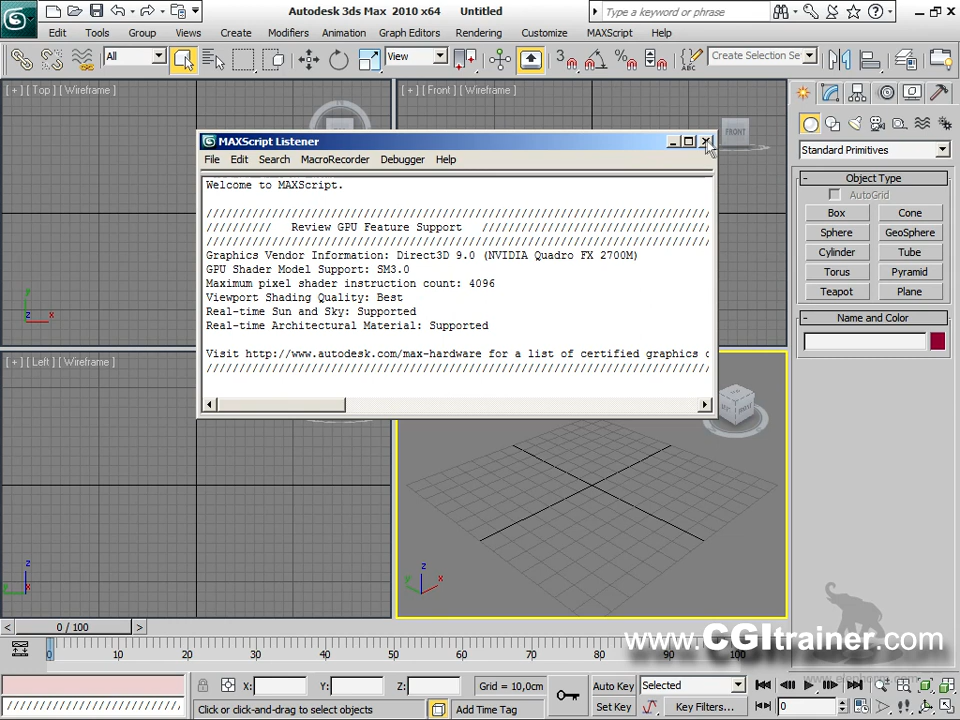 Autodesk 3ds Max 2010 x64 Untitled
Type a keyword or phrase
Edit Tools Group Views Create Modifiers Animation Graph Editors Rendering Customize MAXScript Help
All
View
Create Selection Se
[ + ] [ Top ] [ Wireframe ]
[ + ] [ Front ] [ Wireframe ]
FRONT
MAXScript Listener
File Edit Search MacroRecorder Debugger Help
Welcome to MAXScript.
////////// Review GPU Feature Support //////////
Graphics Vendor Information: Direct3D 9.0 (NVIDIA Quadro FX 2700M)
GPU Shader Model Support: SM3.0
Maximum pixel shader instruction count: 4096
Viewport Shading Quality: Best
Real-time Sun and Sky: Supported
Real-time Architectural Material: Supported
Visit http://www.autodesk.com/max-hardware for a list of certified graphics
Standard Primitives
Object Type
AutoGrid
Box Cone
Sphere GeoSphere
Cylinder Tube
Torus Pyramid
Teapot Plane
Name and Color
[ + ] [ Left ] [ Wireframe ]
z
y x
0 / 100
0 10 20 30 40 50 60 70 80 90 100
www.CGItrainer.com
X: Y: Z: Grid = 10,0cm
Auto Key Selected
Click or click-and-drag to select objects
Add Time Tag
Set Key Key Filters...
0